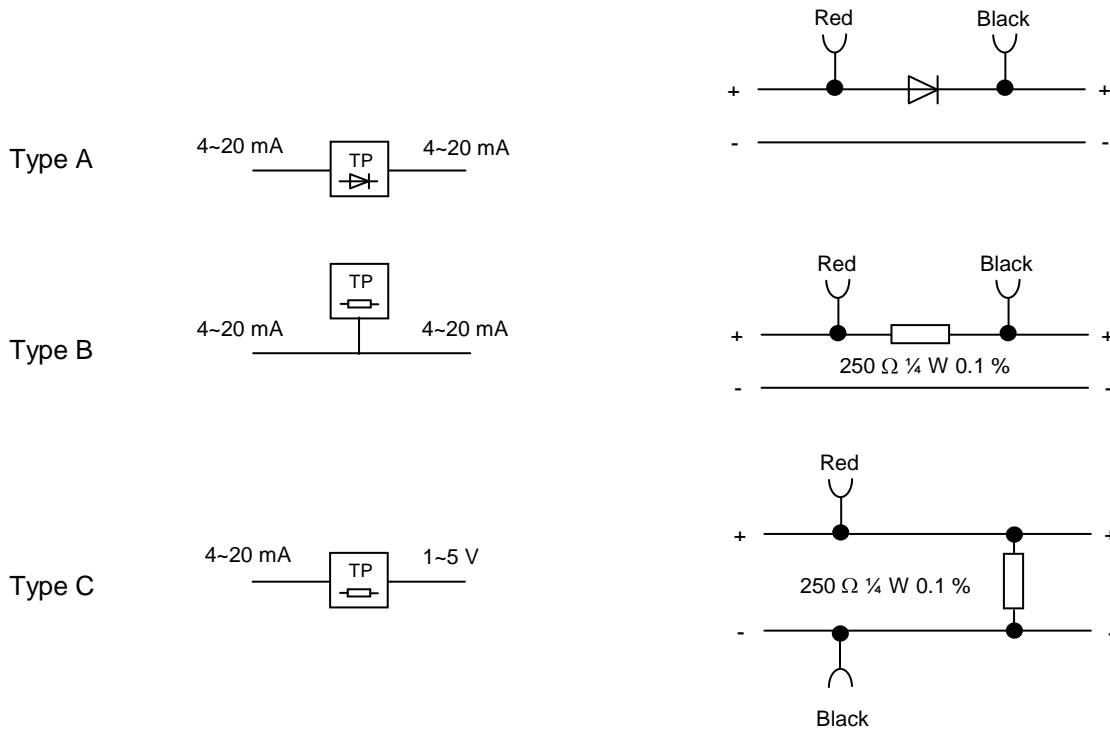 Type A
4~20 mA
TP
4~20 mA
Red
Black
+
+
-
-
Type B
TP
4~20 mA
4~20 mA
Red
Black
+
+
250 Ω ¼ W 0.1 %
-
-
Type C
4~20 mA
TP
1~5 V
Red
+
+
250 Ω ¼ W 0.1 %
-
-
Black